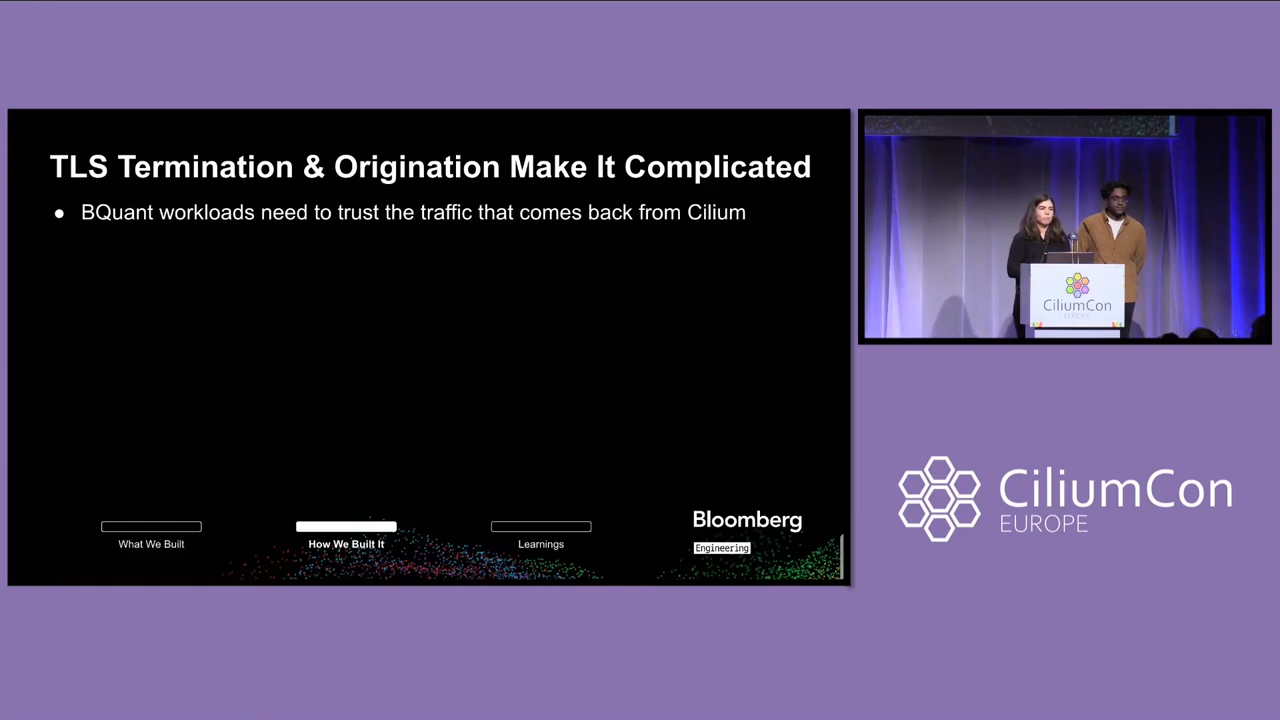 TLS Termination & Origination Make It Complicated
● BQuant workloads need to trust the traffic that comes back from Cilium
What We Built
How We Built It
Learnings
Bloomberg
Engineering
CiliumCon
EUROPE
CiliumCon
EUROPE